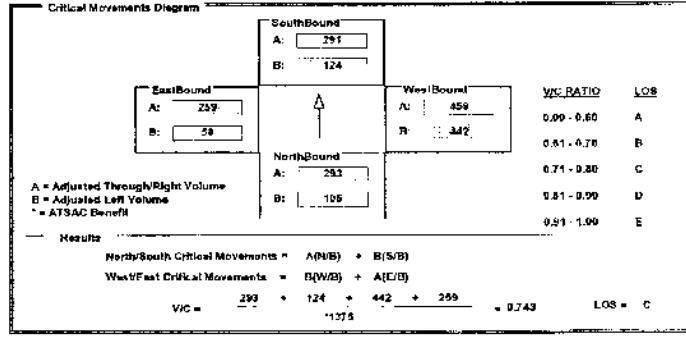 Critical Movements Diagram
SouthBound
A: 291
B: 124
EastBound
A: 259
B: 58
WestBound
A: 459
B: 442
NorthBound
A: 293
B: 105
V/C RATIO LOS
0.00 - 0.60 A
0.61 - 0.70 B
0.71 - 0.80 C
0.81 - 0.90 D
0.91 - 1.00 E
A = Adjusted Through/Right Volume
B = Adjusted Left Volume
* = ATSAC Benefit
Results
North/South Critical Movements = A(N/B) + B(S/B)
West/East Critical Movements = B(W/B) + A(E/B)
V/C = 293 + 124 + 442 + 259 = 0.743 LOS = C
*1375